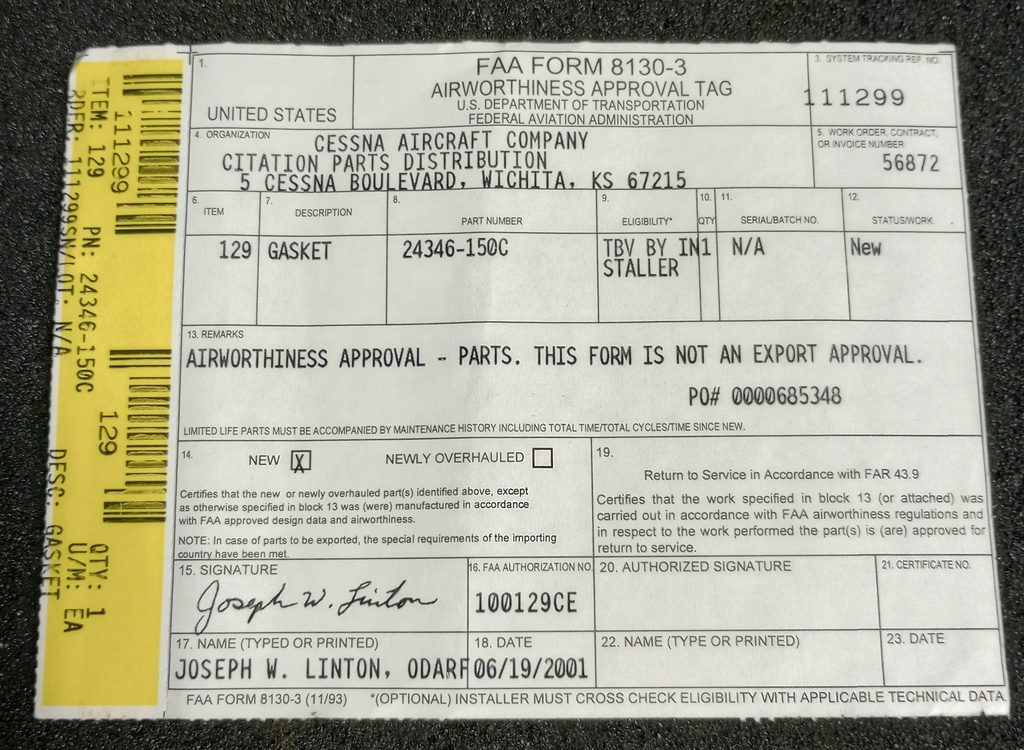 1.
UNITED STATES
FAA FORM 8130-3
AIRWORTHINESS APPROVAL TAG
U.S. DEPARTMENT OF TRANSPORTATION
FEDERAL AVIATION ADMINISTRATION
3. SYSTEM TRACKING REF. NO.
111299
4. ORGANIZATION
CESSNA AIRCRAFT COMPANY
CITATION PARTS DISTRIBUTION
5 CESSNA BOULEVARD, WICHITA, KS 67215
5. WORK ORDER, CONTRACT,
OR INVOICE NUMBER
56872
6. ITEM
7. DESCRIPTION
8. PART NUMBER
9. ELIGIBILITY*
10. QTY
11. SERIAL/BATCH NO.
12. STATUS/WORK
129 GASKET 24346-150C TBV BY IN1 N/A New
STALLER
13. REMARKS
AIRWORTHINESS APPROVAL - PARTS. THIS FORM IS NOT AN EXPORT APPROVAL.
PO# 0000685348
LIMITED LIFE PARTS MUST BE ACCOMPANIED BY MAINTENANCE HISTORY INCLUDING TOTAL TIME/TOTAL CYCLES/TIME SINCE NEW.
14. NEW X NEWLY OVERHAULED
Certifies that the new or newly overhauled part(s) identified above, except
as otherwise specified in block 13 was (were) manufactured in accordance
with FAA approved design data and airworthiness.
NOTE: In case of parts to be exported, the special requirements of the importing
country have been met.
19.
Return to Service in Accordance with FAR 43.9
Certifies that the work specified in block 13 (or attached) was
carried out in accordance with FAA airworthiness regulations and
in respect to the work performed the part(s) is (are) approved for
return to service.
15. SIGNATURE
Joseph W. Linton
16. FAA AUTHORIZATION NO.
100129CE
20. AUTHORIZED SIGNATURE
21. CERTIFICATE NO.
17. NAME (TYPED OR PRINTED)
JOSEPH W. LINTON, ODARF
18. DATE
06/19/2001
22. NAME (TYPE OR PRINTED)
23. DATE
FAA FORM 8130-3 (11/93) *(OPTIONAL) INSTALLER MUST CROSS CHECK ELIGIBILITY WITH APPLICABLE TECHNICAL DATA.
111299 129
ITEM: 129 PN: 24346-150C QTY: 1
111299SN/LOT: N/A U/M: EA
DESC: GASKET